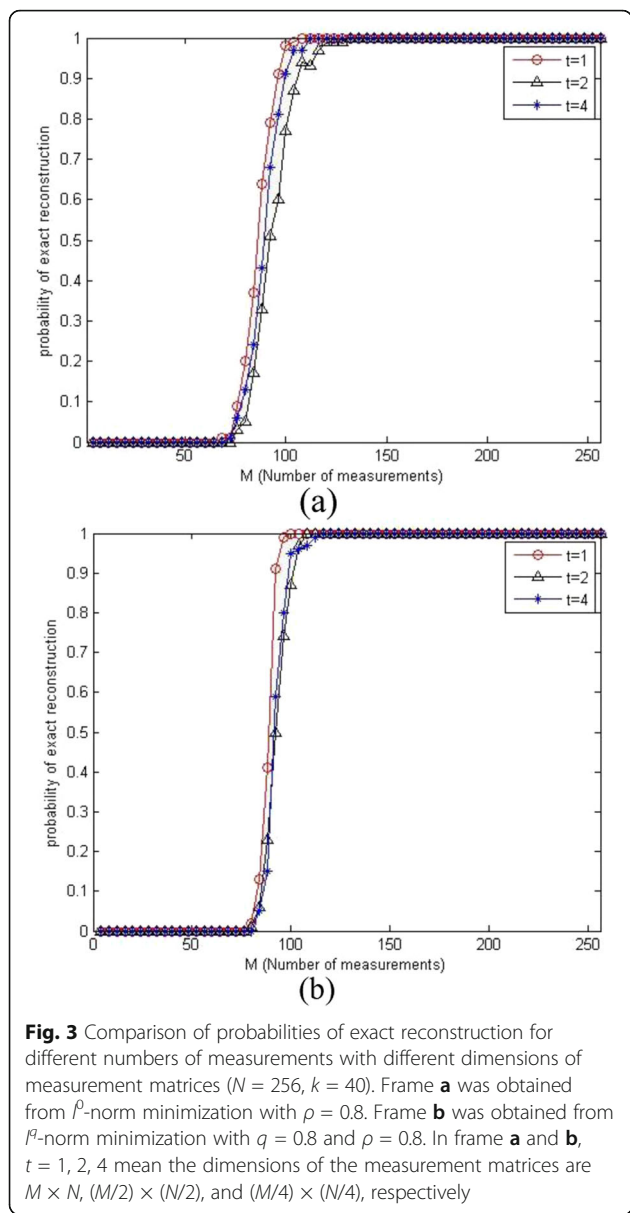 1
0.9
0.8
0.7
0.6
0.5
0.4
0.3
0.2
0.1
0
probability of exact reconstruction
t=1
t=2
t=4
50
100
150
200
250
M (Number of measurements)
(a)
1
0.9
0.8
0.7
0.6
0.5
0.4
0.3
0.2
0.1
0
probability of exact reconstruction
t=1
t=2
t=4
0
50
100
150
200
250
M (Number of measurements)
(b)
Fig. 3 Comparison of probabilities of exact reconstruction for
different numbers of measurements with different dimensions of
measurement matrices (N = 256, k = 40). Frame a was obtained
from l⁰-norm minimization with ρ = 0.8. Frame b was obtained from
l^q-norm minimization with q = 0.8 and ρ = 0.8. In frame a and b,
t = 1, 2, 4 mean the dimensions of the measurement matrices are
M × N, (M/2) × (N/2), and (M/4) × (N/4), respectively